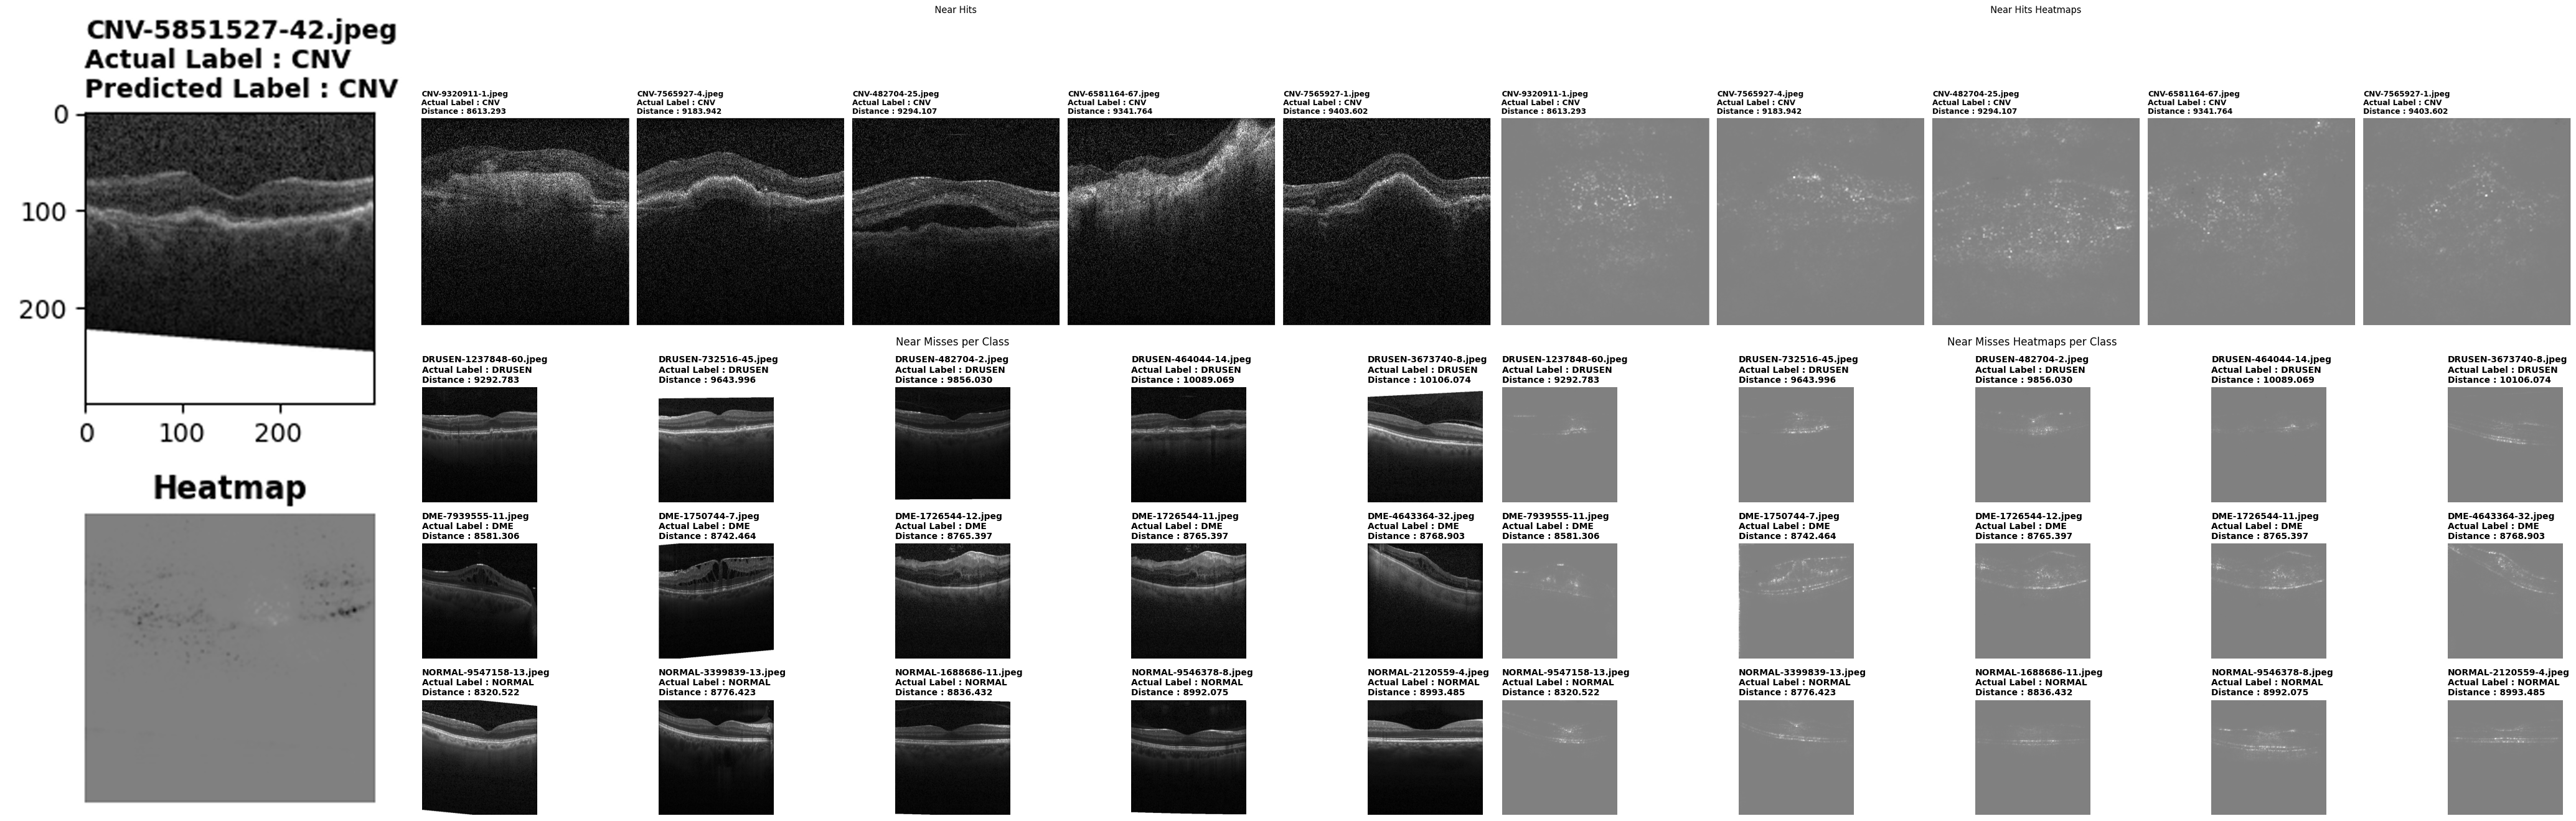 CNV-5851527-42.jpeg
Actual Label : CNV
Predicted Label : CNV
0
100
200
0
100
200
Heatmap
Near Hits
CNV-9320911-1.jpeg
Actual Label : CNV
Distance : 8613.293
CNV-7565927-4.jpeg
Actual Label : CNV
Distance : 9183.942
CNV-482704-25.jpeg
Actual Label : CNV
Distance : 9294.107
CNV-6581164-67.jpeg
Actual Label : CNV
Distance : 9341.764
CNV-7565927-1.jpeg
Actual Label : CNV
Distance : 9403.602
Near Hits Heatmaps
CNV-9320911-1.jpeg
Actual Label : CNV
Distance : 8613.293
CNV-7565927-4.jpeg
Actual Label : CNV
Distance : 9183.942
CNV-482704-25.jpeg
Actual Label : CNV
Distance : 9294.107
CNV-6581164-67.jpeg
Actual Label : CNV
Distance : 9341.764
CNV-7565927-1.jpeg
Actual Label : CNV
Distance : 9403.602
Near Misses per Class
DRUSEN-1237848-60.jpeg
Actual Label : DRUSEN
Distance : 9292.783
DRUSEN-732516-45.jpeg
Actual Label : DRUSEN
Distance : 9643.996
DRUSEN-482704-2.jpeg
Actual Label : DRUSEN
Distance : 9856.030
DRUSEN-464044-14.jpeg
Actual Label : DRUSEN
Distance : 10089.069
DRUSEN-3673740-8.jpeg
Actual Label : DRUSEN
Distance : 10106.074
DME-7939555-11.jpeg
Actual Label : DME
Distance : 8581.306
DME-1750744-7.jpeg
Actual Label : DME
Distance : 8742.464
DME-1726544-12.jpeg
Actual Label : DME
Distance : 8765.397
DME-1726544-11.jpeg
Actual Label : DME
Distance : 8765.397
DME-4643364-32.jpeg
Actual Label : DME
Distance : 8768.903
NORMAL-9547158-13.jpeg
Actual Label : NORMAL
Distance : 8320.522
NORMAL-3399839-13.jpeg
Actual Label : NORMAL
Distance : 8776.423
NORMAL-1688686-11.jpeg
Actual Label : NORMAL
Distance : 8836.432
NORMAL-9546378-8.jpeg
Actual Label : NORMAL
Distance : 8992.075
NORMAL-2120559-4.jpeg
Actual Label : NORMAL
Distance : 8993.485
Near Misses Heatmaps per Class
DRUSEN-1237848-60.jpeg
Actual Label : DRUSEN
Distance : 9292.783
DRUSEN-732516-45.jpeg
Actual Label : DRUSEN
Distance : 9643.996
DRUSEN-482704-2.jpeg
Actual Label : DRUSEN
Distance : 9856.030
DRUSEN-464044-14.jpeg
Actual Label : DRUSEN
Distance : 10089.069
DRUSEN-3673740-8.jpeg
Actual Label : DRUSEN
Distance : 10106.074
DME-7939555-11.jpeg
Actual Label : DME
Distance : 8581.306
DME-1750744-7.jpeg
Actual Label : DME
Distance : 8742.464
DME-1726544-12.jpeg
Actual Label : DME
Distance : 8765.397
DME-1726544-11.jpeg
Actual Label : DME
Distance : 8765.397
DME-4643364-32.jpeg
Actual Label : DME
Distance : 8768.903
NORMAL-9547158-13.jpeg
Actual Label : NORMAL
Distance : 8320.522
NORMAL-3399839-13.jpeg
Actual Label : NORMAL
Distance : 8776.423
NORMAL-1688686-11.jpeg
Actual Label : NORMAL
Distance : 8836.432
NORMAL-9546378-8.jpeg
Actual Label : NORMAL
Distance : 8992.075
NORMAL-2120559-4.jpeg
Actual Label : NORMAL
Distance : 8993.485